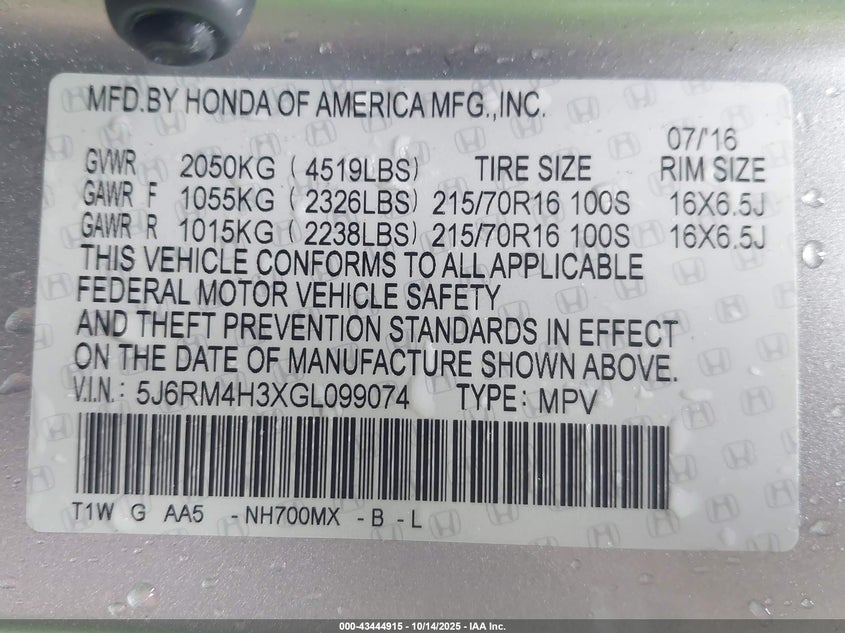 MFD.BY HONDA OF AMERICA MFG.,INC.
07/'16
GVWR 2050KG (4519LBS) TIRE SIZE RIM SIZE
GAWR F 1055KG (2326LBS) 215/70R16 100S 16X6.5J
GAWR R 1015KG (2238LBS) 215/70R16 100S 16X6.5J
THIS VEHICLE CONFORMS TO ALL APPLICABLE
FEDERAL MOTOR VEHICLE SAFETY
AND THEFT PREVENTION STANDARDS IN EFFECT
ON THE DATE OF MANUFACTURE SHOWN ABOVE.
V.I.N.: 5J6RM4H3XGL099074 TYPE: MPV
T1W G AA5 -NH700MX -B -L
000-43444915 - 10/14/2025 - IAA Inc.